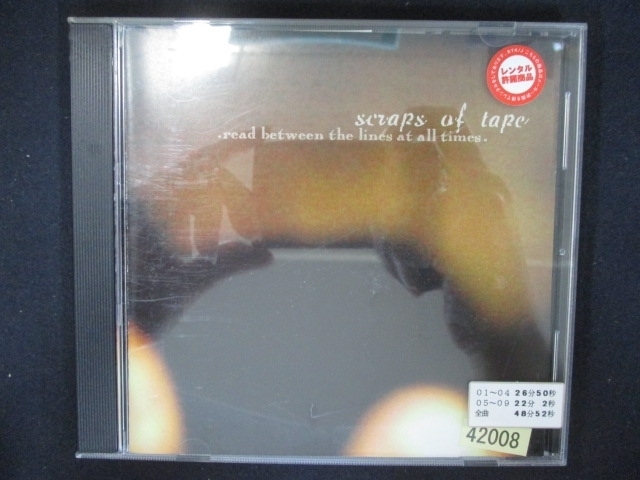 レンタル
許諾商品
scraps of tape
.read between the lines at all times.
01〜04 26分50秒
05〜09 22分 2秒
全曲 48分52秒
42008